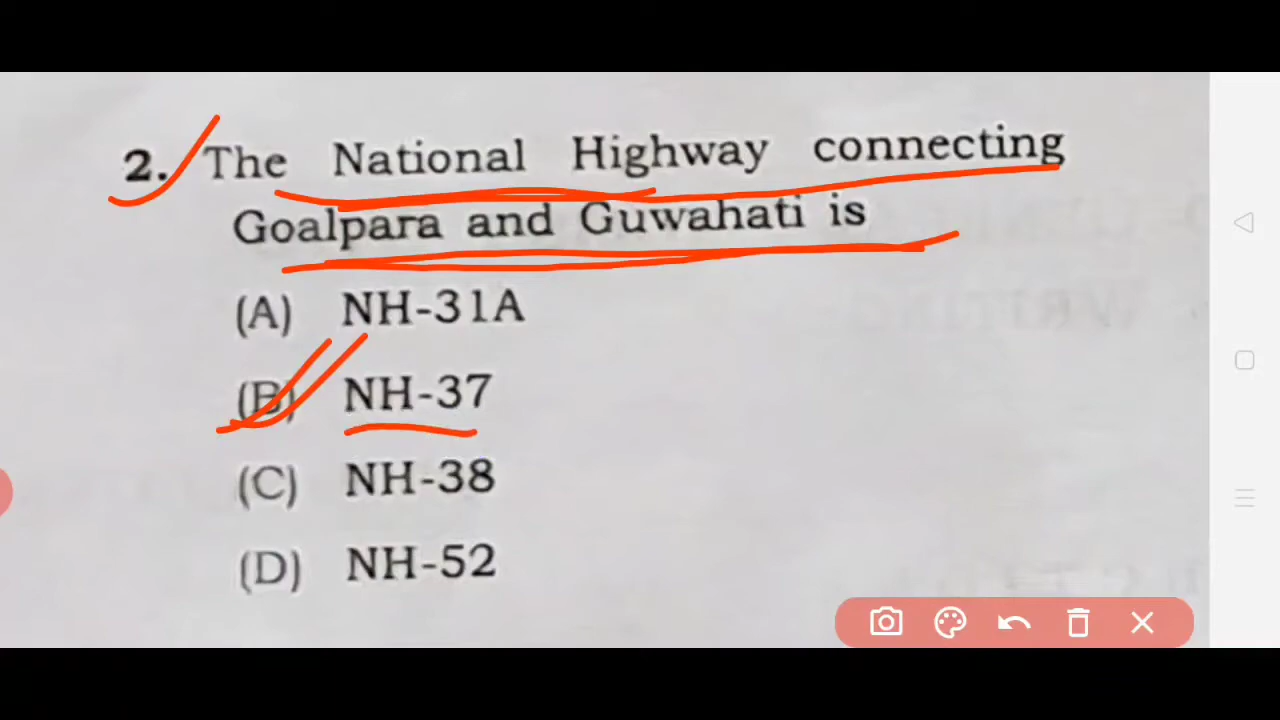 2. The National Highway connecting
Goalpara and Guwahati is
(A) NH-31A
(B) NH-37
(C) NH-38
(D) NH-52